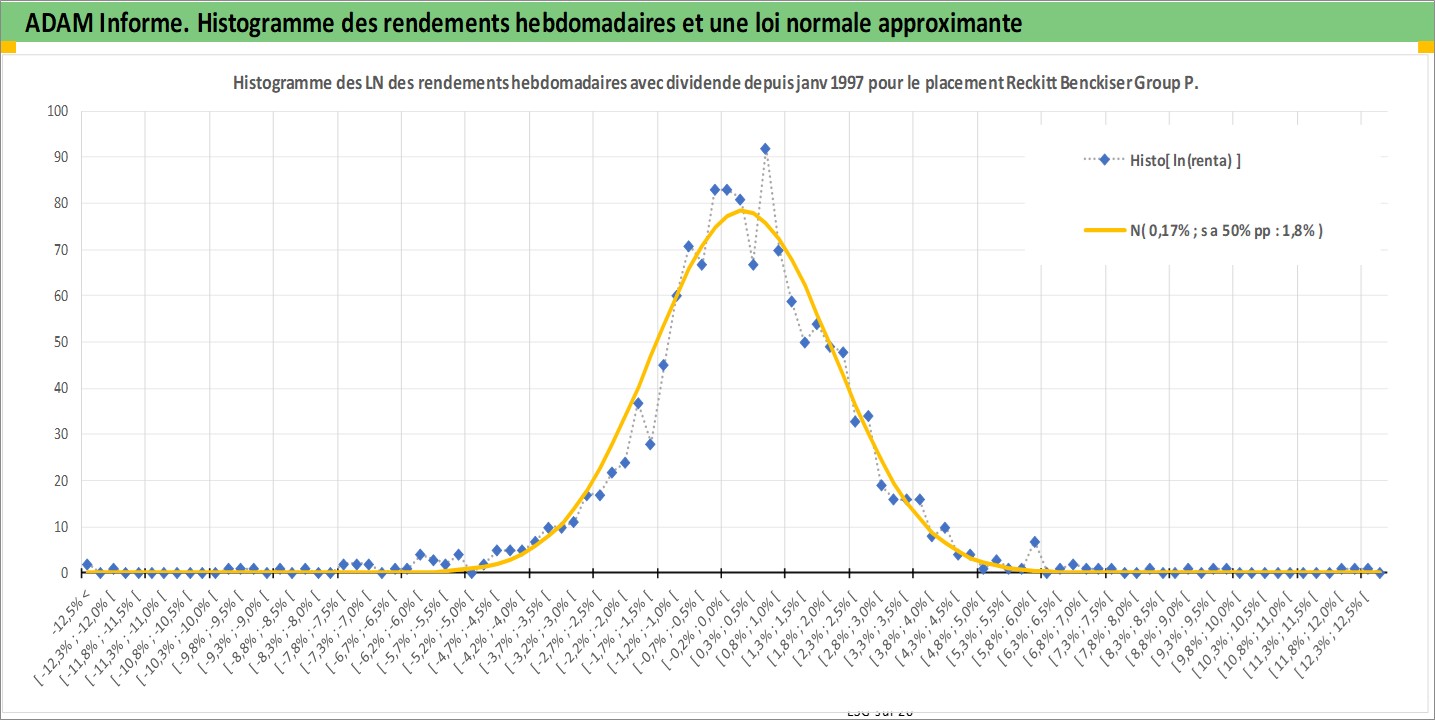 ADAM Informe. Histogramme des rendements hebdomadaires et une loi normale approximante
Histogramme des LN des rendements hebdomadaires avec dividende depuis janv 1997 pour le placement Reckitt Benckiser Group P.
100
90
80
70
60
50
40
30
20
10
0
Histo[ ln(renta) ]
N( 0,17% ; s a 50% pp : 1,8% )
-12,5% <
[ -12,3% ; -12,0% [
[ -11,8% ; -11,5% [
[ -11,3% ; -11,0% [
[ -10,8% ; -10,5% [
[ -10,3% ; -10,0% [
[ -9,8% ; -9,5% [
[ -9,3% ; -9,0% [
[ -8,8% ; -8,5% [
[ -8,3% ; -8,0% [
[ -7,8% ; -7,5% [
[ -7,3% ; -7,0% [
[ -6,7% ; -6,5% [
[ -6,2% ; -6,0% [
[ -5,7% ; -5,5% [
[ -5,2% ; -5,0% [
[ -4,7% ; -4,5% [
[ -4,2% ; -4,0% [
[ -3,7% ; -3,5% [
[ -3,2% ; -3,0% [
[ -2,7% ; -2,5% [
[ -2,2% ; -2,0% [
[ -1,7% ; -1,5% [
[ -1,2% ; -1,0% [
[ -0,7% ; -0,5% [
[ -0,2% ; 0,0% [
[ 0,3% ; 0,5% [
[ 0,8% ; 1,0% [
[ 1,3% ; 1,5% [
[ 1,8% ; 2,0% [
[ 2,3% ; 2,5% [
[ 2,8% ; 3,0% [
[ 3,3% ; 3,5% [
[ 3,8% ; 4,0% [
[ 4,3% ; 4,5% [
[ 4,8% ; 5,0% [
[ 5,3% ; 5,5% [
[ 5,8% ; 6,0% [
[ 6,3% ; 6,5% [
[ 6,8% ; 7,0% [
[ 7,3% ; 7,5% [
[ 7,8% ; 8,0% [
[ 8,3% ; 8,5% [
[ 8,8% ; 9,0% [
[ 9,3% ; 9,5% [
[ 9,8% ; 10,0% [
[ 10,3% ; 10,5% [
[ 10,8% ; 11,0% [
[ 11,3% ; 11,5% [
[ 11,8% ; 12,0% [
[ 12,3% ; 12,5% [